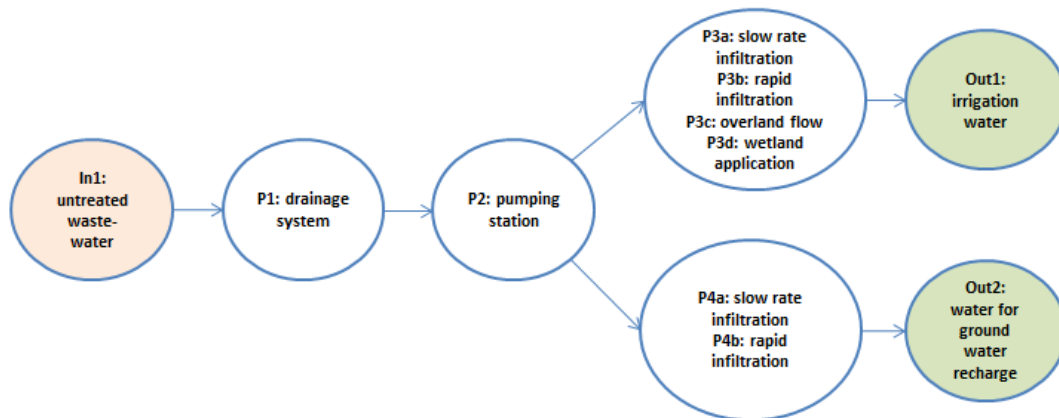 In1:
untreated
waste-
water
P1: drainage
system
P2: pumping
station
P3a: slow rate
infiltration
P3b: rapid
infiltration
P3c: overland flow
P3d: wetland
application
Out1:
irrigation
water
P4a: slow rate
infiltration
P4b: rapid
infiltration
Out2:
water for
ground
water
recharge